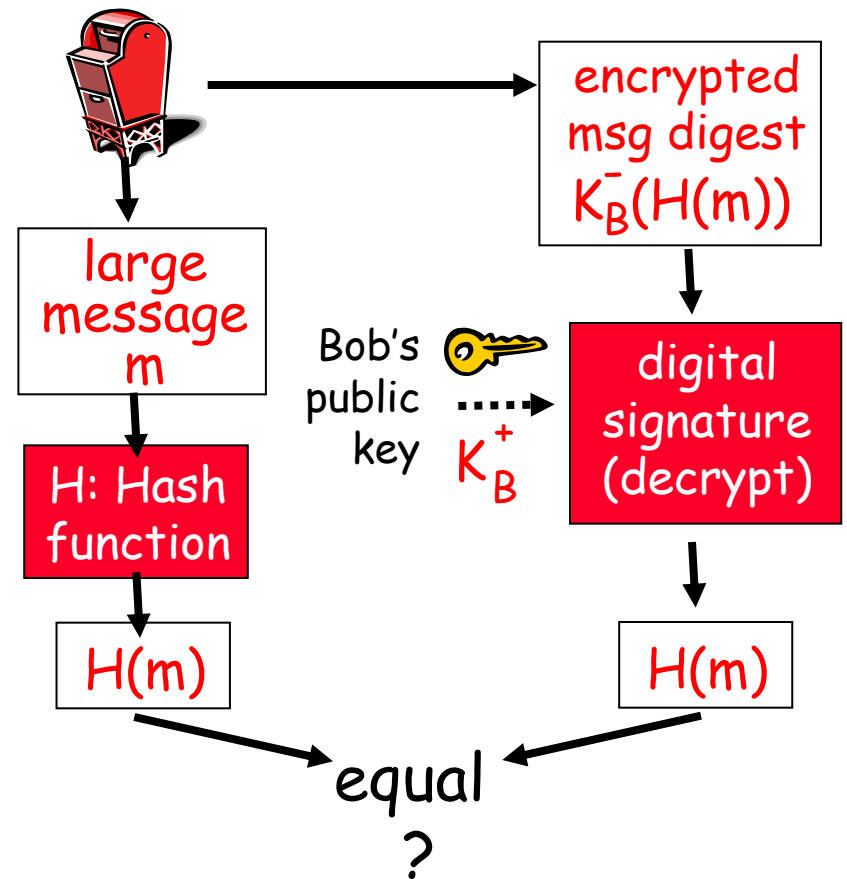 encrypted
msg digest
K_B^-(H(m))
large
message
m
Bob's
public
key
K_B^+
digital
signature
(decrypt)
H: Hash
function
H(m)
H(m)
equal
?